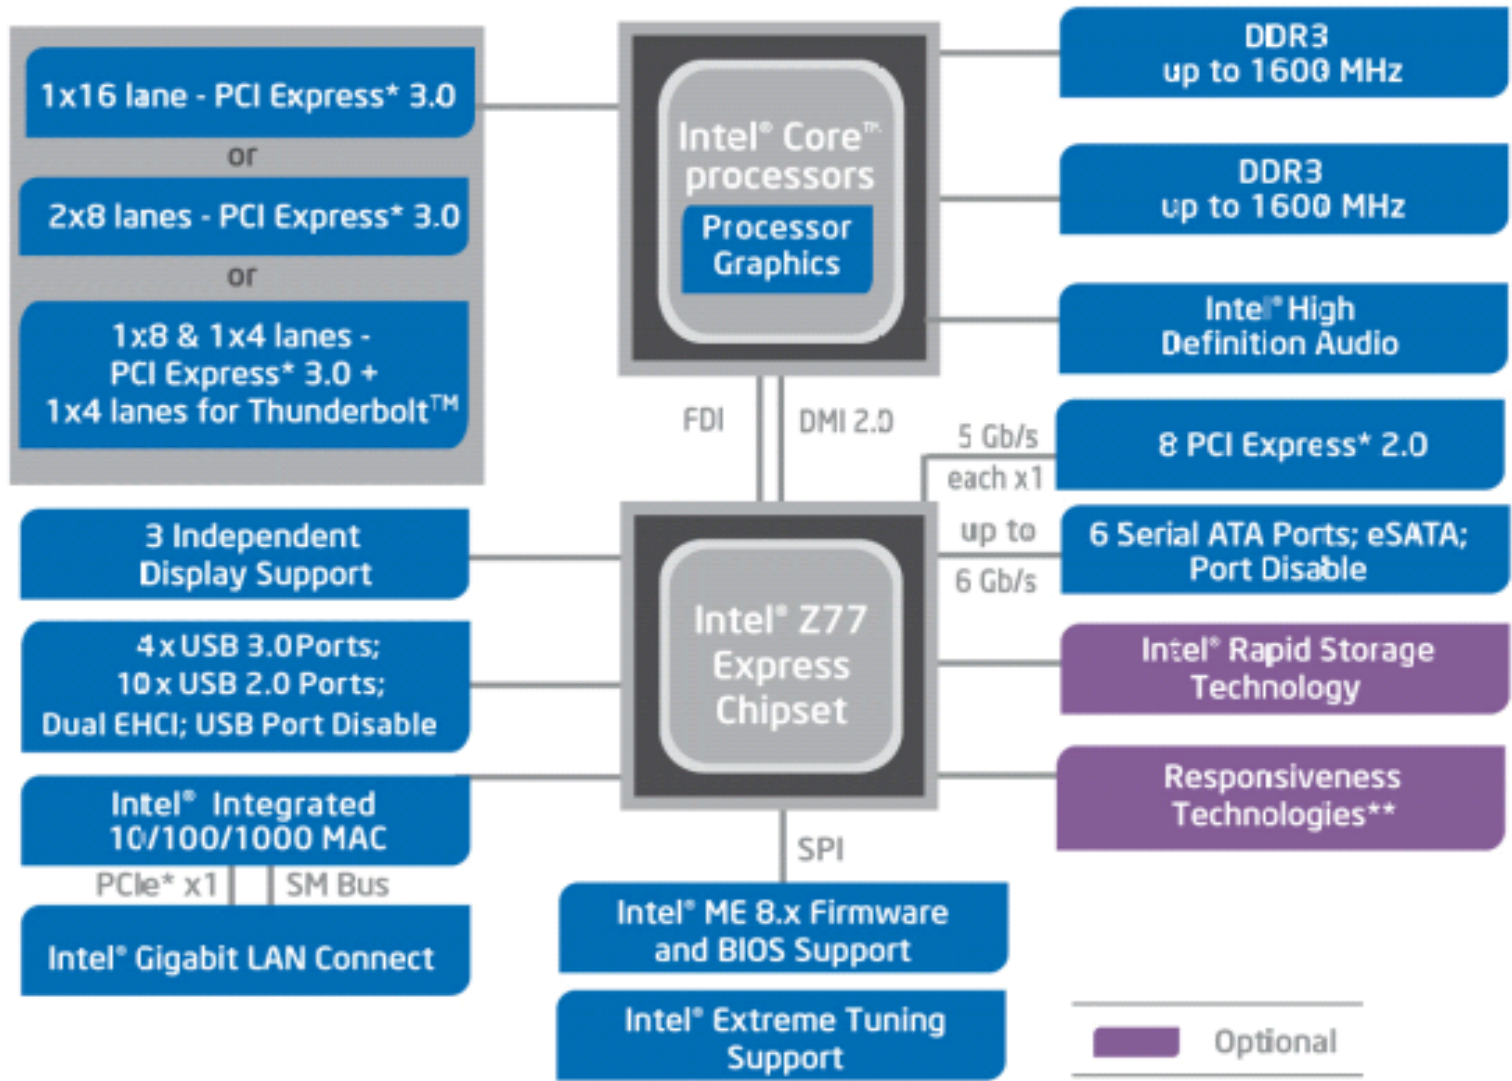 1x16 lane - PCI Express* 3.0
or
2x8 lanes - PCI Express* 3.0
or
1x8 & 1x4 lanes -
PCI Express* 3.0 +
1x4 lanes for Thunderbolt™
Intel® Core™
processors
Processor
Graphics
DDR3
up to 1600 MHz
DDR3
up to 1600 MHz
Intel® High
Definition Audio
FDI
DMI 2.0
5 Gb/s
each x1
8 PCI Express* 2.0
up to
6 Gb/s
6 Serial ATA Ports; eSATA;
Port Disable
3 Independent
Display Support
4 x USB 3.0 Ports;
10 x USB 2.0 Ports;
Dual EHCI; USB Port Disable
Intel® Z77
Express
Chipset
Intel® Rapid Storage
Technology
Responsiveness
Technologies**
Intel® Integrated
10/100/1000 MAC
PCIe* x1
SM Bus
Intel® Gigabit LAN Connect
SPI
Intel® ME 8.x Firmware
and BIOS Support
Intel® Extreme Tuning
Support
Optional